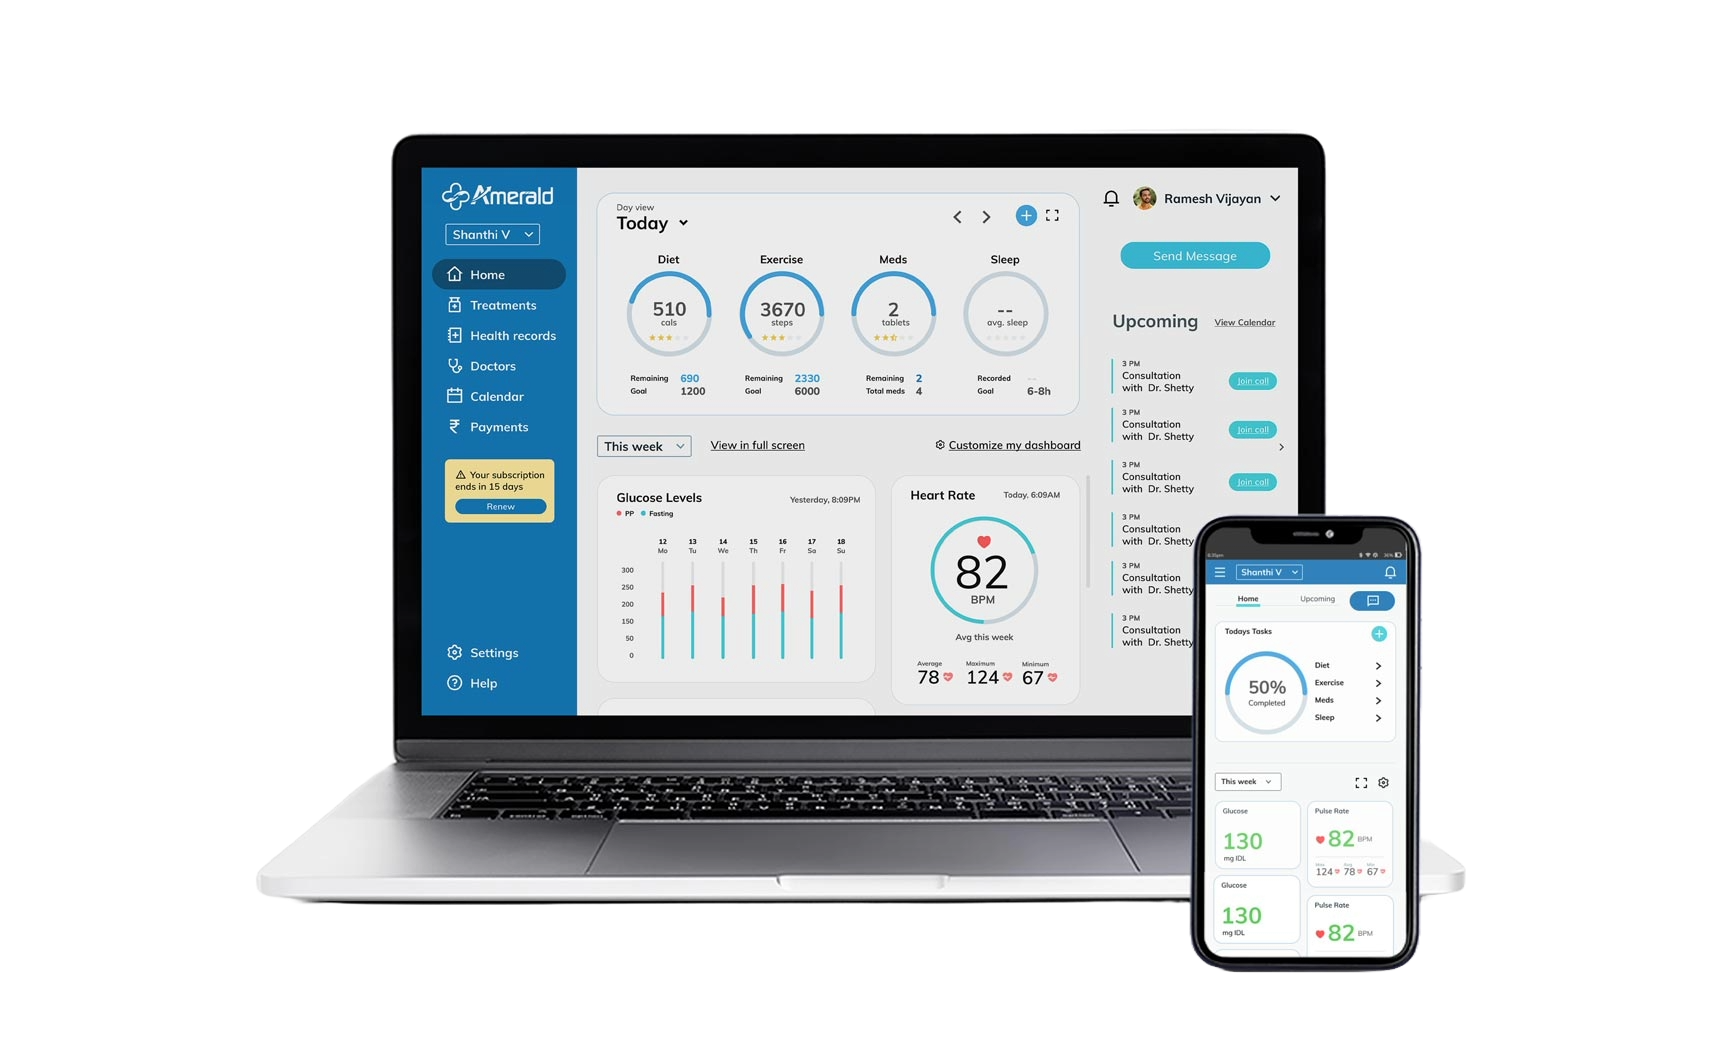 Amerald
Shanthi V
Home
Treatments
Health records
Doctors
Calendar
Payments
Your subscription
ends in 15 days
Renew
Settings
Help
Day view
Today
Diet
510
cals
Remaining 690
Goal 1200
Exercise
3670
steps
Remaining 2330
Goal 6000
Meds
2
tablets
Remaining 2
Total meds 4
Sleep
--
avg. sleep
Recorded --
Goal 6-8h
This week
View in full screen
Customize my dashboard
Glucose Levels
Yesterday, 8:09PM
PP Fasting
12 13 14 15 16 17 18
Mo Tu We Th Fr Sa Su
300
250
200
150
50
0
Heart Rate
Today, 6:09AM
82
BPM
Avg this week
Average Maximum Minimum
78 124 67
Ramesh Vijayan
Send Message
Upcoming
View Calendar
3 PM
Consultation
with Dr. Shetty
Join call
3 PM
Consultation
with Dr. Shetty
Join call
3 PM
Consultation
with Dr. Shetty
Join call
3 PM
Consultation
with Dr. Shetty
3 PM
Consultation
with Dr. Shetty
3 PM
Consultation
with Dr. Shetty
Shanthi V
Home
Upcoming
Todays Tasks
50%
Completed
Diet
Exercise
Meds
Sleep
This week
Glucose
130
mg IDL
Pulse Rate
82 BPM
124 78 67
Glucose
130
mg IDL
Pulse Rate
82 BPM